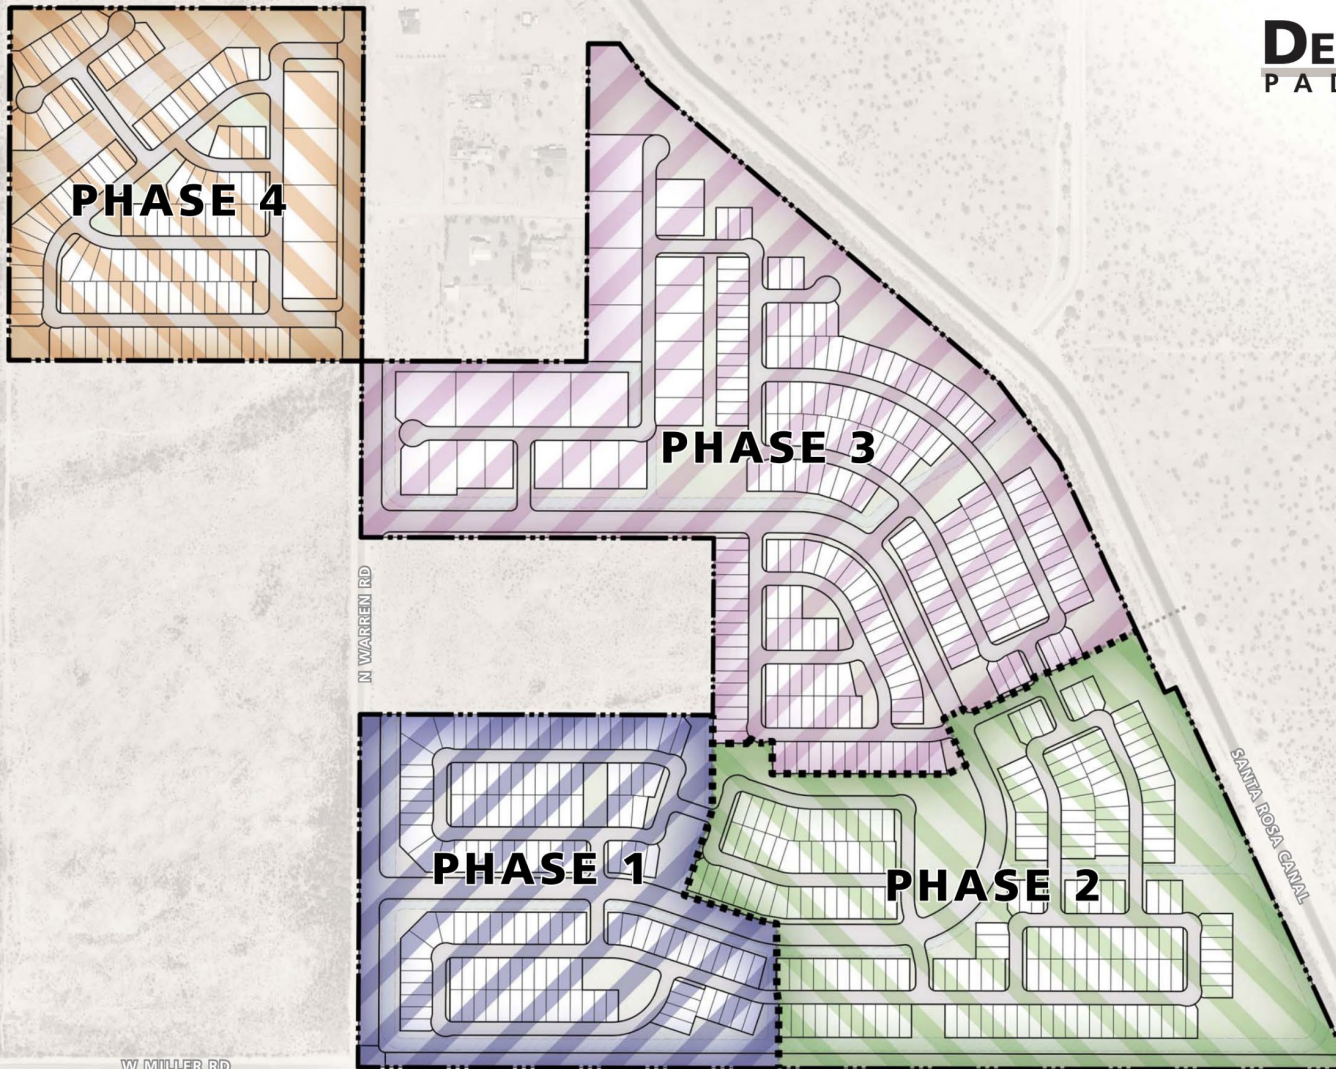 DE
PAD
PHASE 4
PHASE 3
N WARREN RD
SANTA ROSA CANAL
PHASE 1
PHASE 2
W MILLER RD